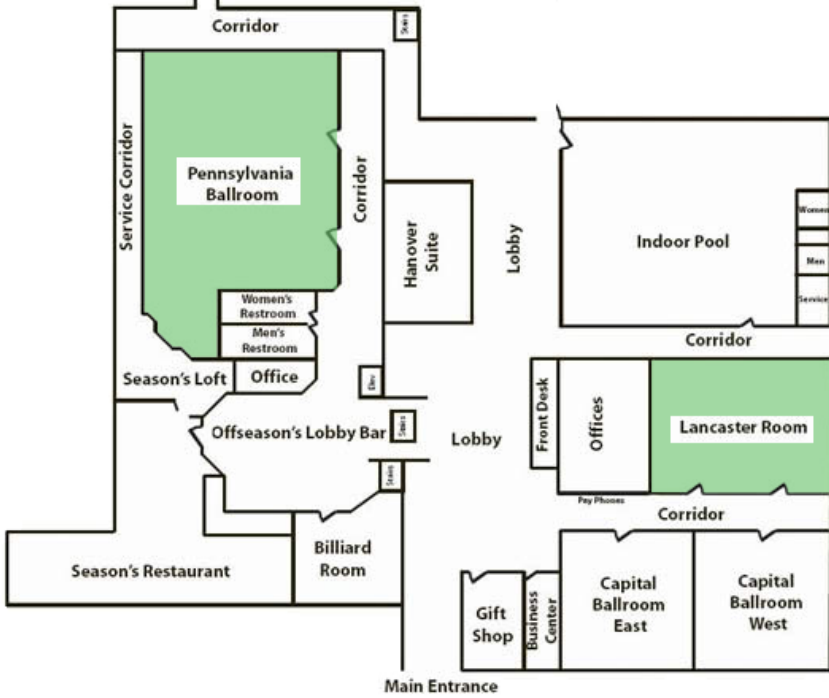 Corridor
Stairs
Service Corridor
Pennsylvania
Ballroom
Corridor
Hanover
Suite
Lobby
Indoor Pool
Women
Men
Service
Women's
Restroom
Men's
Restroom
Corridor
Season's Loft
Office
Elev
Offseason's Lobby Bar
Stairs
Lobby
Front Desk
Offices
Lancaster Room
Stairs
Pay Phones
Corridor
Season's Restaurant
Billiard
Room
Gift
Shop
Business
Center
Capital
Ballroom
East
Capital
Ballroom
West
Main Entrance